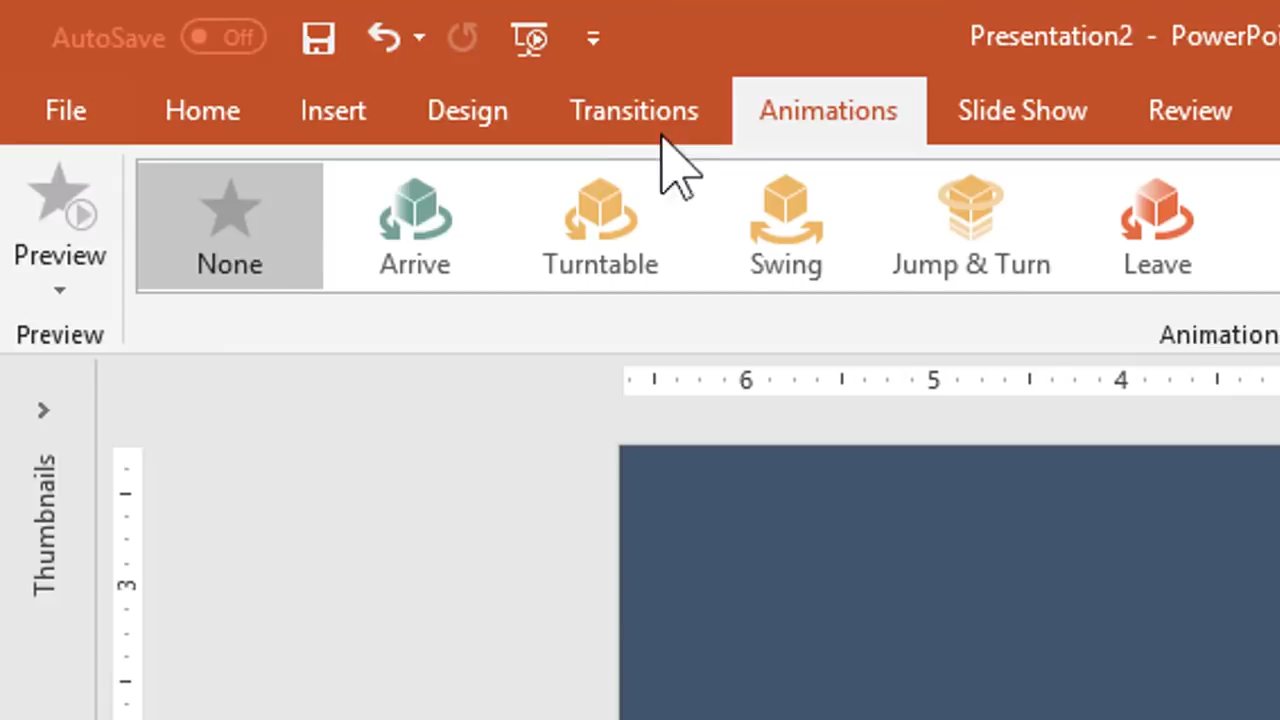 AutoSave Off Presentation2 - PowerPoi
File Home Insert Design Transitions Animations Slide Show Review
None Arrive Turntable Swing Jump & Turn Leave
Preview
Preview Animation
6 5 4
Thumbnails
3